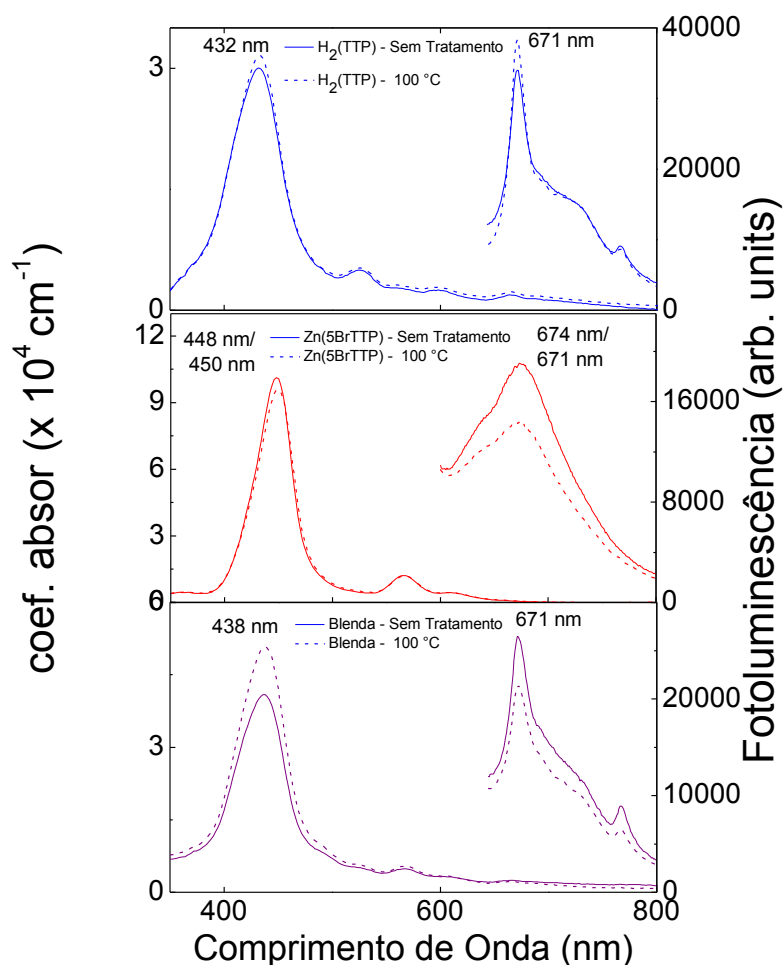 432 nm
H2(TTP) - Sem Tratamento
H2(TTP) - 100 °C
671 nm
40000
20000
0
3
0
448 nm/
450 nm
Zn(5BrTTP) - Sem Tratamento
Zn(5BrTTP) - 100 °C
674 nm/
671 nm
12
9
6
3
0
16000
8000
0
438 nm
Blenda - Sem Tratamento
Blenda - 100 °C
671 nm
6
3
0
20000
10000
0
400
600
800
coef. absor (x 10⁴ cm⁻¹)
Fotoluminescência (arb. units)
Comprimento de Onda (nm)